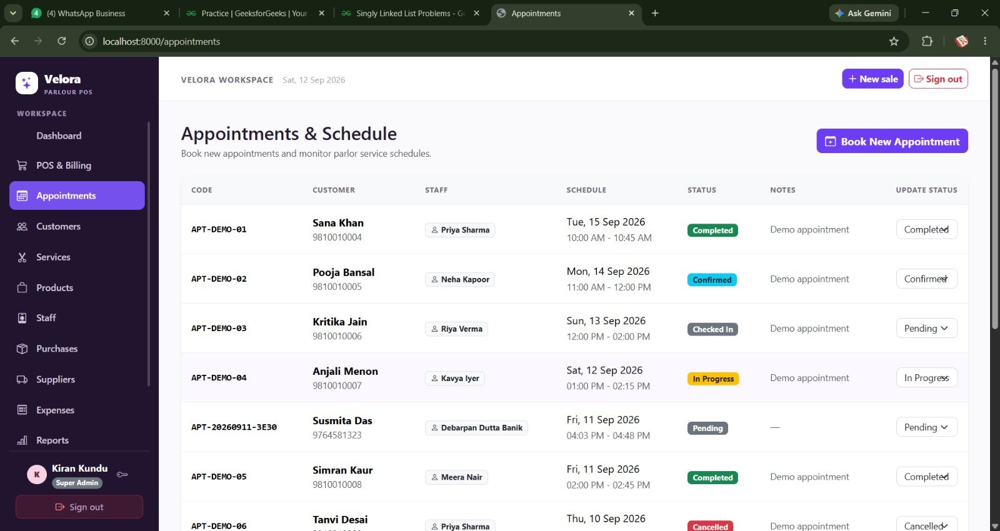 (4) WhatsApp Business
Practice | GeeksforGeeks | Your
Singly Linked List Problems - Ge
Appointments
Ask Gemini
localhost:8000/appointments
Velora
PARLOUR POS
WORKSPACE
Dashboard
POS & Billing
Appointments
Customers
Services
Products
Staff
Purchases
Suppliers
Expenses
Reports
K
Kiran Kundu
Super Admin
Sign out
VELORA WORKSPACE Sat, 12 Sep 2026
+ New sale
Sign out
Appointments & Schedule
Book new appointments and monitor parlor service schedules.
Book New Appointment
CODE CUSTOMER STAFF SCHEDULE STATUS NOTES UPDATE STATUS
APT-DEMO-01 Sana Khan Priya Sharma Tue, 15 Sep 2026 Completed Demo appointment Completed
9810010004 10:00 AM - 10:45 AM
APT-DEMO-02 Pooja Bansal Neha Kapoor Mon, 14 Sep 2026 Confirmed Demo appointment Confirmed
9810010005 11:00 AM - 12:00 PM
APT-DEMO-03 Kritika Jain Riya Verma Sun, 13 Sep 2026 Checked In Demo appointment Pending
9810010006 12:00 PM - 02:00 PM
APT-DEMO-04 Anjali Menon Kavya Iyer Sat, 12 Sep 2026 In Progress Demo appointment In Progress
9810010007 01:00 PM - 02:15 PM
APT-20260911-3E30 Susmita Das Debarpan Dutta Banik Fri, 11 Sep 2026 Pending — Pending
9764581323 04:03 PM - 04:48 PM
APT-DEMO-05 Simran Kaur Meera Nair Fri, 11 Sep 2026 Completed Demo appointment Completed
9810010008 02:00 PM - 02:45 PM
APT-DEMO-06 Tanvi Desai Priya Sharma Thu, 10 Sep 2026 Cancelled Demo appointment Cancelled